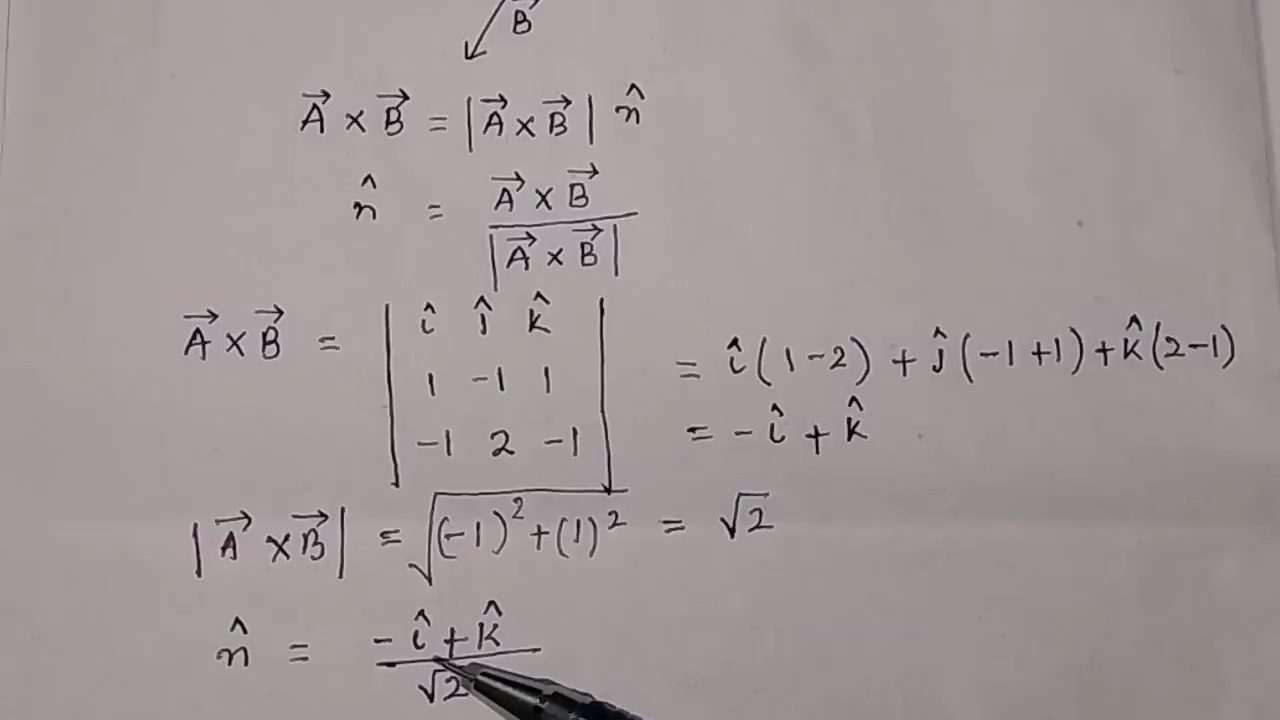 B⃗
A⃗ × B⃗ = |A⃗ × B⃗| n̂
n̂ = A⃗ × B⃗ / |A⃗ × B⃗|
A⃗ × B⃗ = | î ĵ k̂ | = î(1-2) + ĵ(-1+1) + k̂(2-1)
| 1 -1 1 |
| -1 2 -1 | = -î + k̂
|A⃗ × B⃗| = √((-1)² + (1)²) = √2
n̂ = -î + k̂ / √2